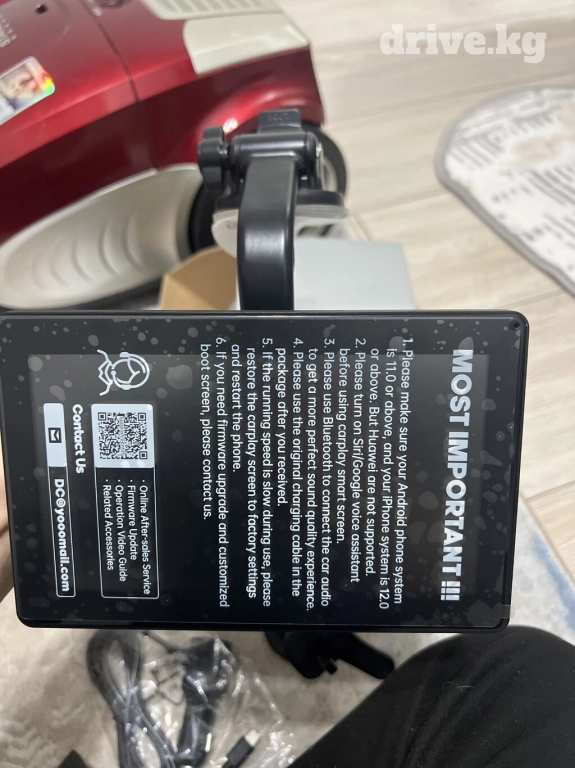 drive.kg
MOST IMPORTANT !!!
1. Please make sure your Android phone system
is 11.0 or above, and your iPhone system is 12.0
or above. But Huawei are not supported.
2. Please turn on Siri/Google voice assistant
before using carplay smart screen.
3. Please use Bluetooth to connect the car audio
to get a more perfect sound quality experience.
4. Please use the original charging cable in the
package after you received.
5. If the running speed is slow during use, please
restore the carplay screen to factory settings
and restart the phone.
6. If you need firmware upgrade and customized
boot screen, please contact us.
· Online After-sales Service
· Firmware Update
· Operation Video Guide
· Related Accessories
Contact Us
DC@yooomail.com